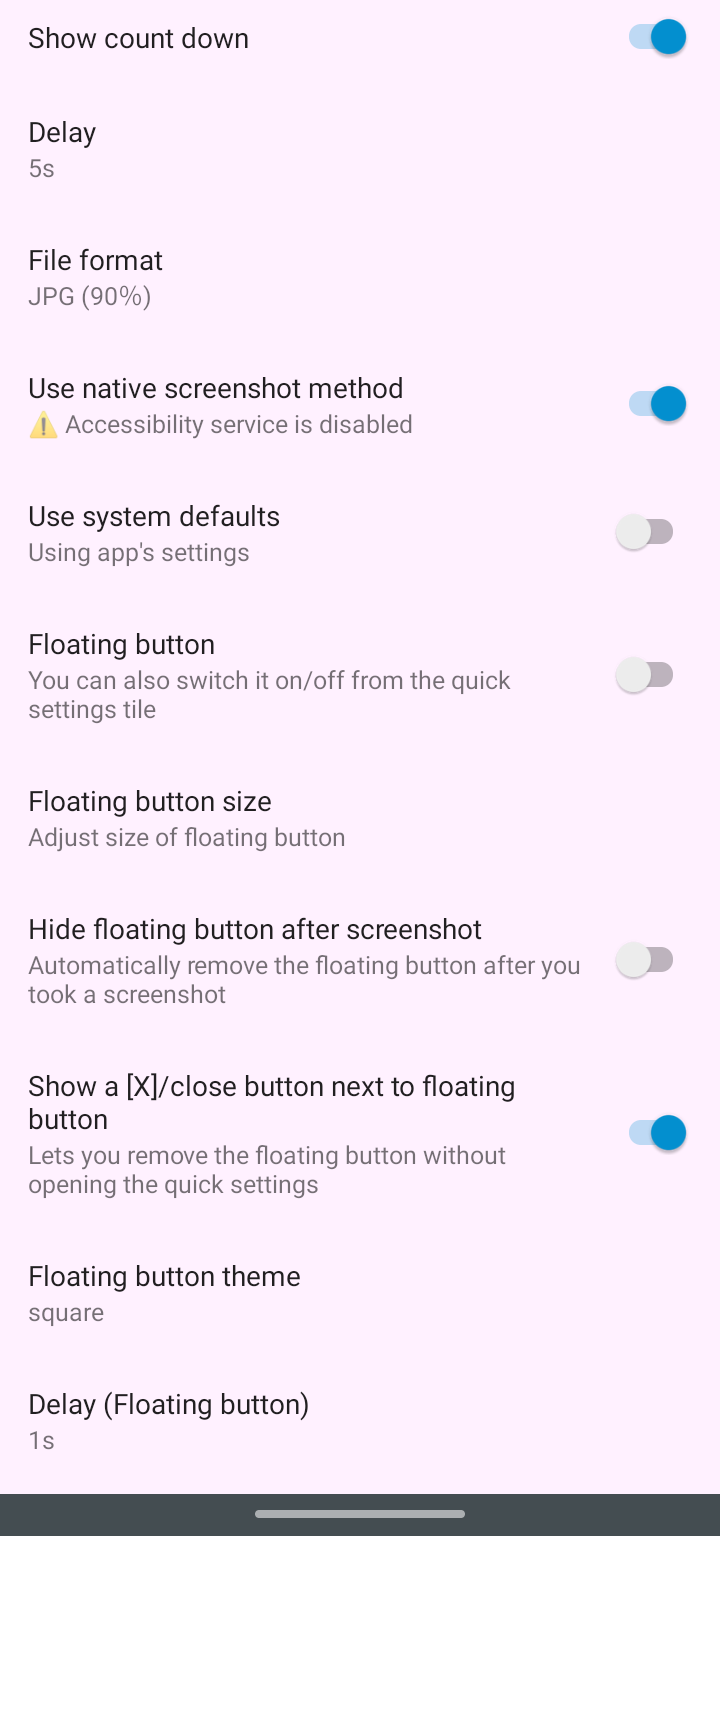 Show count down
Delay
5s
File format
JPG (90%)
Use native screenshot method
⚠️ Accessibility service is disabled
Use system defaults
Using app's settings
Floating button
You can also switch it on/off from the quick
settings tile
Floating button size
Adjust size of floating button
Hide floating button after screenshot
Automatically remove the floating button after you
took a screenshot
Show a [X]/close button next to floating
button
Lets you remove the floating button without
opening the quick settings
Floating button theme
square
Delay (Floating button)
1s